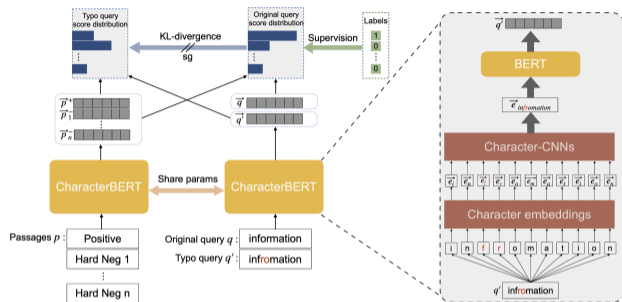 Typo query
score distribution
Original query
score distribution
Labels
1
0
0
KL-divergence
sg
Supervision
p⁺
p₁
pₙ
q
q'
CharacterBERT
Share params
CharacterBERT
Passages p :
Positive
Hard Neg 1
Hard Neg n
Original query q :
information
Typo query q' :
infromation
q'
BERT
e infromation
Character-CNNs
Character embeddings
i n f r o m a t i o n
q' infromation